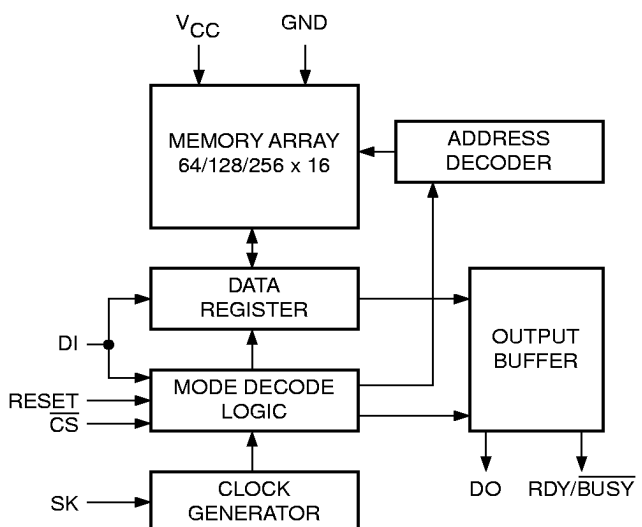 VCC
GND
MEMORY ARRAY
64/128/256 x 16
ADDRESS
DECODER
DATA
REGISTER
OUTPUT
BUFFER
DI
MODE DECODE
LOGIC
RESET
CS
DO
RDY/BUSY
SK
CLOCK
GENERATOR